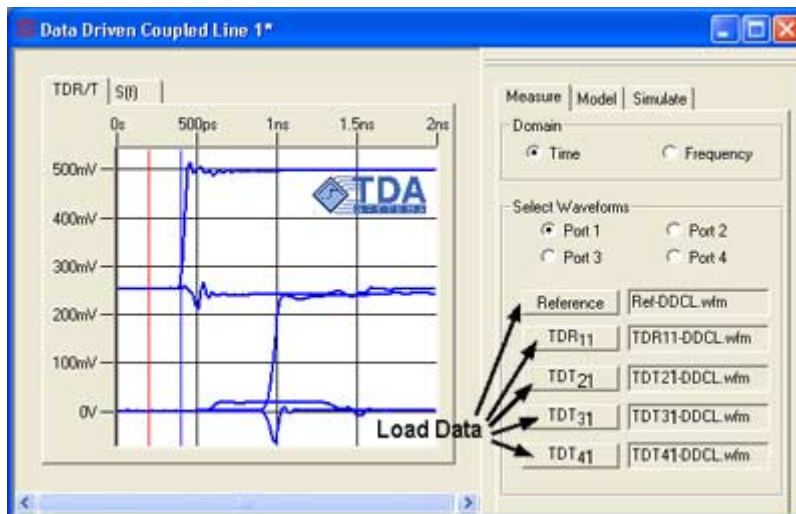 Data Driven Coupled Line 1*
TDR/T S(f)
0s 500ps 1ns 1.5ns 2ns
500mV
400mV
300mV
200mV
100mV
0V
TDA
SYSTEMS
Load Data
Measure Model Simulate
Domain
Time Frequency
Select Waveforms
Port 1 Port 2
Port 3 Port 4
Reference Ref-DDCL.wfm
TDR11 TDR11-DDCL.wfm
TDT21 TDT21-DDCL.wfm
TDT31 TDT31-DDCL.wfm
TDT41 TDT41-DDCL.wfm